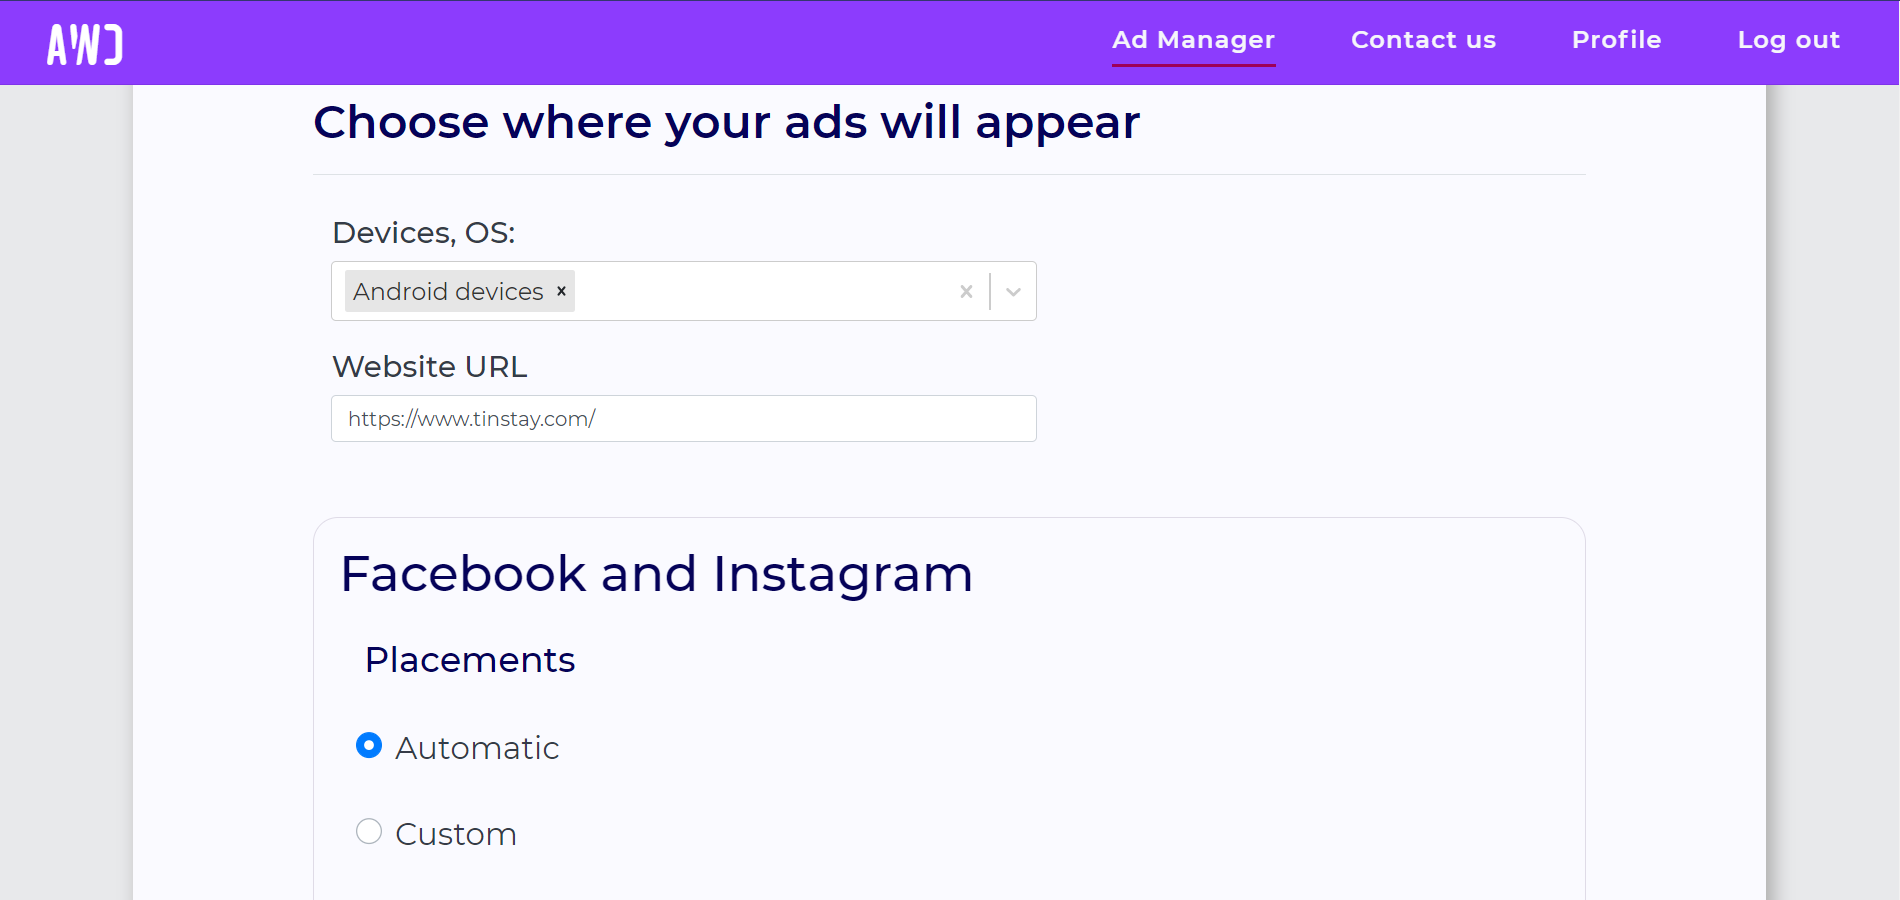 AWD
Ad Manager
Contact us
Profile
Log out
Choose where your ads will appear
Devices, OS:
Android devices
Website URL
https://www.tinstay.com/
Facebook and Instagram
Placements
Automatic
Custom